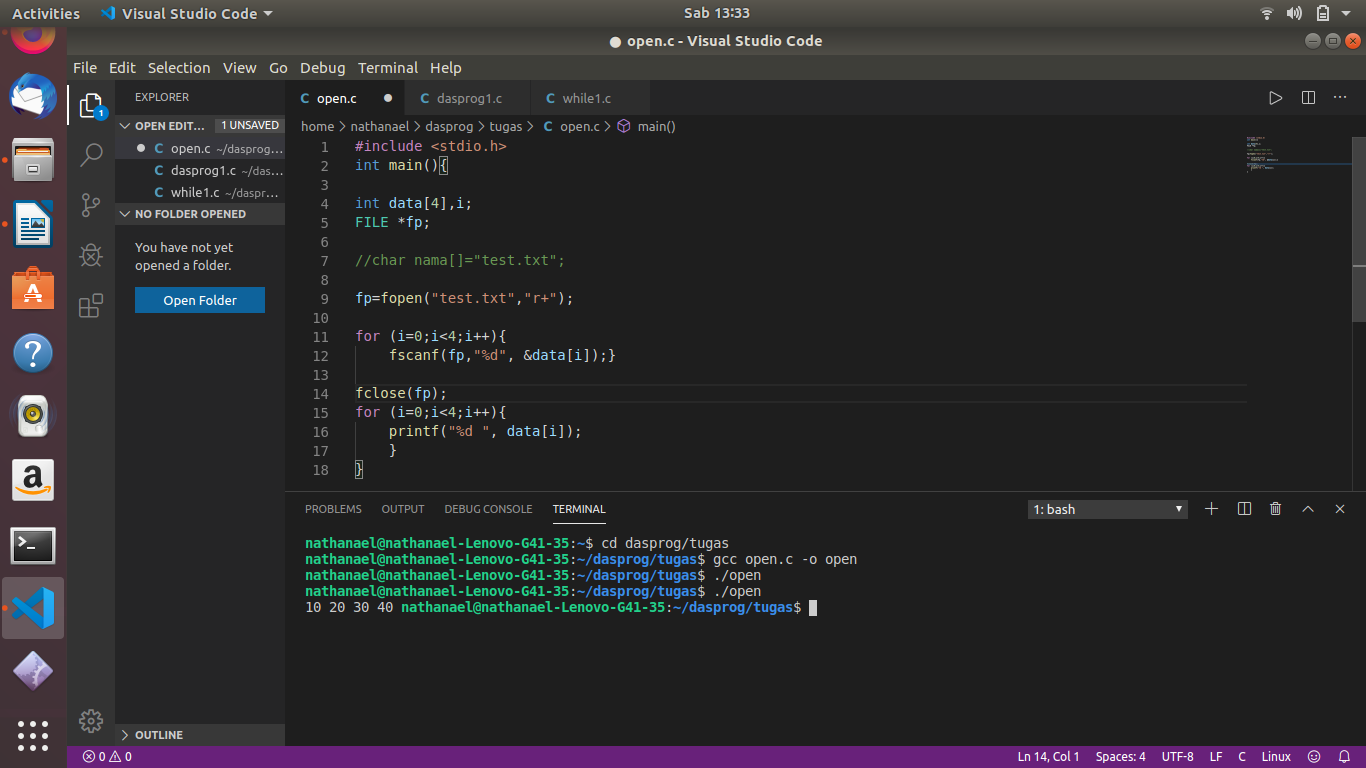 Activities Visual Studio Code Sab 13:33
open.c - Visual Studio Code
File Edit Selection View Go Debug Terminal Help
EXPLORER
1
OPEN EDIT... 1 UNSAVED
C open.c ~/dasprog...
C dasprog1.c ~/das...
C while1.c ~/daspr...
NO FOLDER OPENED
You have not yet
opened a folder.
Open Folder
OUTLINE
C open.c C dasprog1.c C while1.c
home > nathanael > dasprog > tugas > C open.c > main()
1 #include <stdio.h>
2 int main(){
3
4 int data[4],i;
5 FILE *fp;
6
7 //char nama[]="test.txt";
8
9 fp=fopen("test.txt","r+");
10
11 for (i=0;i<4;i++){
12     fscanf(fp,"%d", &data[i]);}
13
14 fclose(fp);
15 for (i=0;i<4;i++){
16     printf("%d ", data[i]);
17     }
18 }
PROBLEMS OUTPUT DEBUG CONSOLE TERMINAL 1: bash
nathanael@nathanael-Lenovo-G41-35:~$ cd dasprog/tugas
nathanael@nathanael-Lenovo-G41-35:~/dasprog/tugas$ gcc open.c -o open
nathanael@nathanael-Lenovo-G41-35:~/dasprog/tugas$ ./open
nathanael@nathanael-Lenovo-G41-35:~/dasprog/tugas$ ./open
10 20 30 40 nathanael@nathanael-Lenovo-G41-35:~/dasprog/tugas$
0 0 Ln 14, Col 1 Spaces: 4 UTF-8 LF C Linux